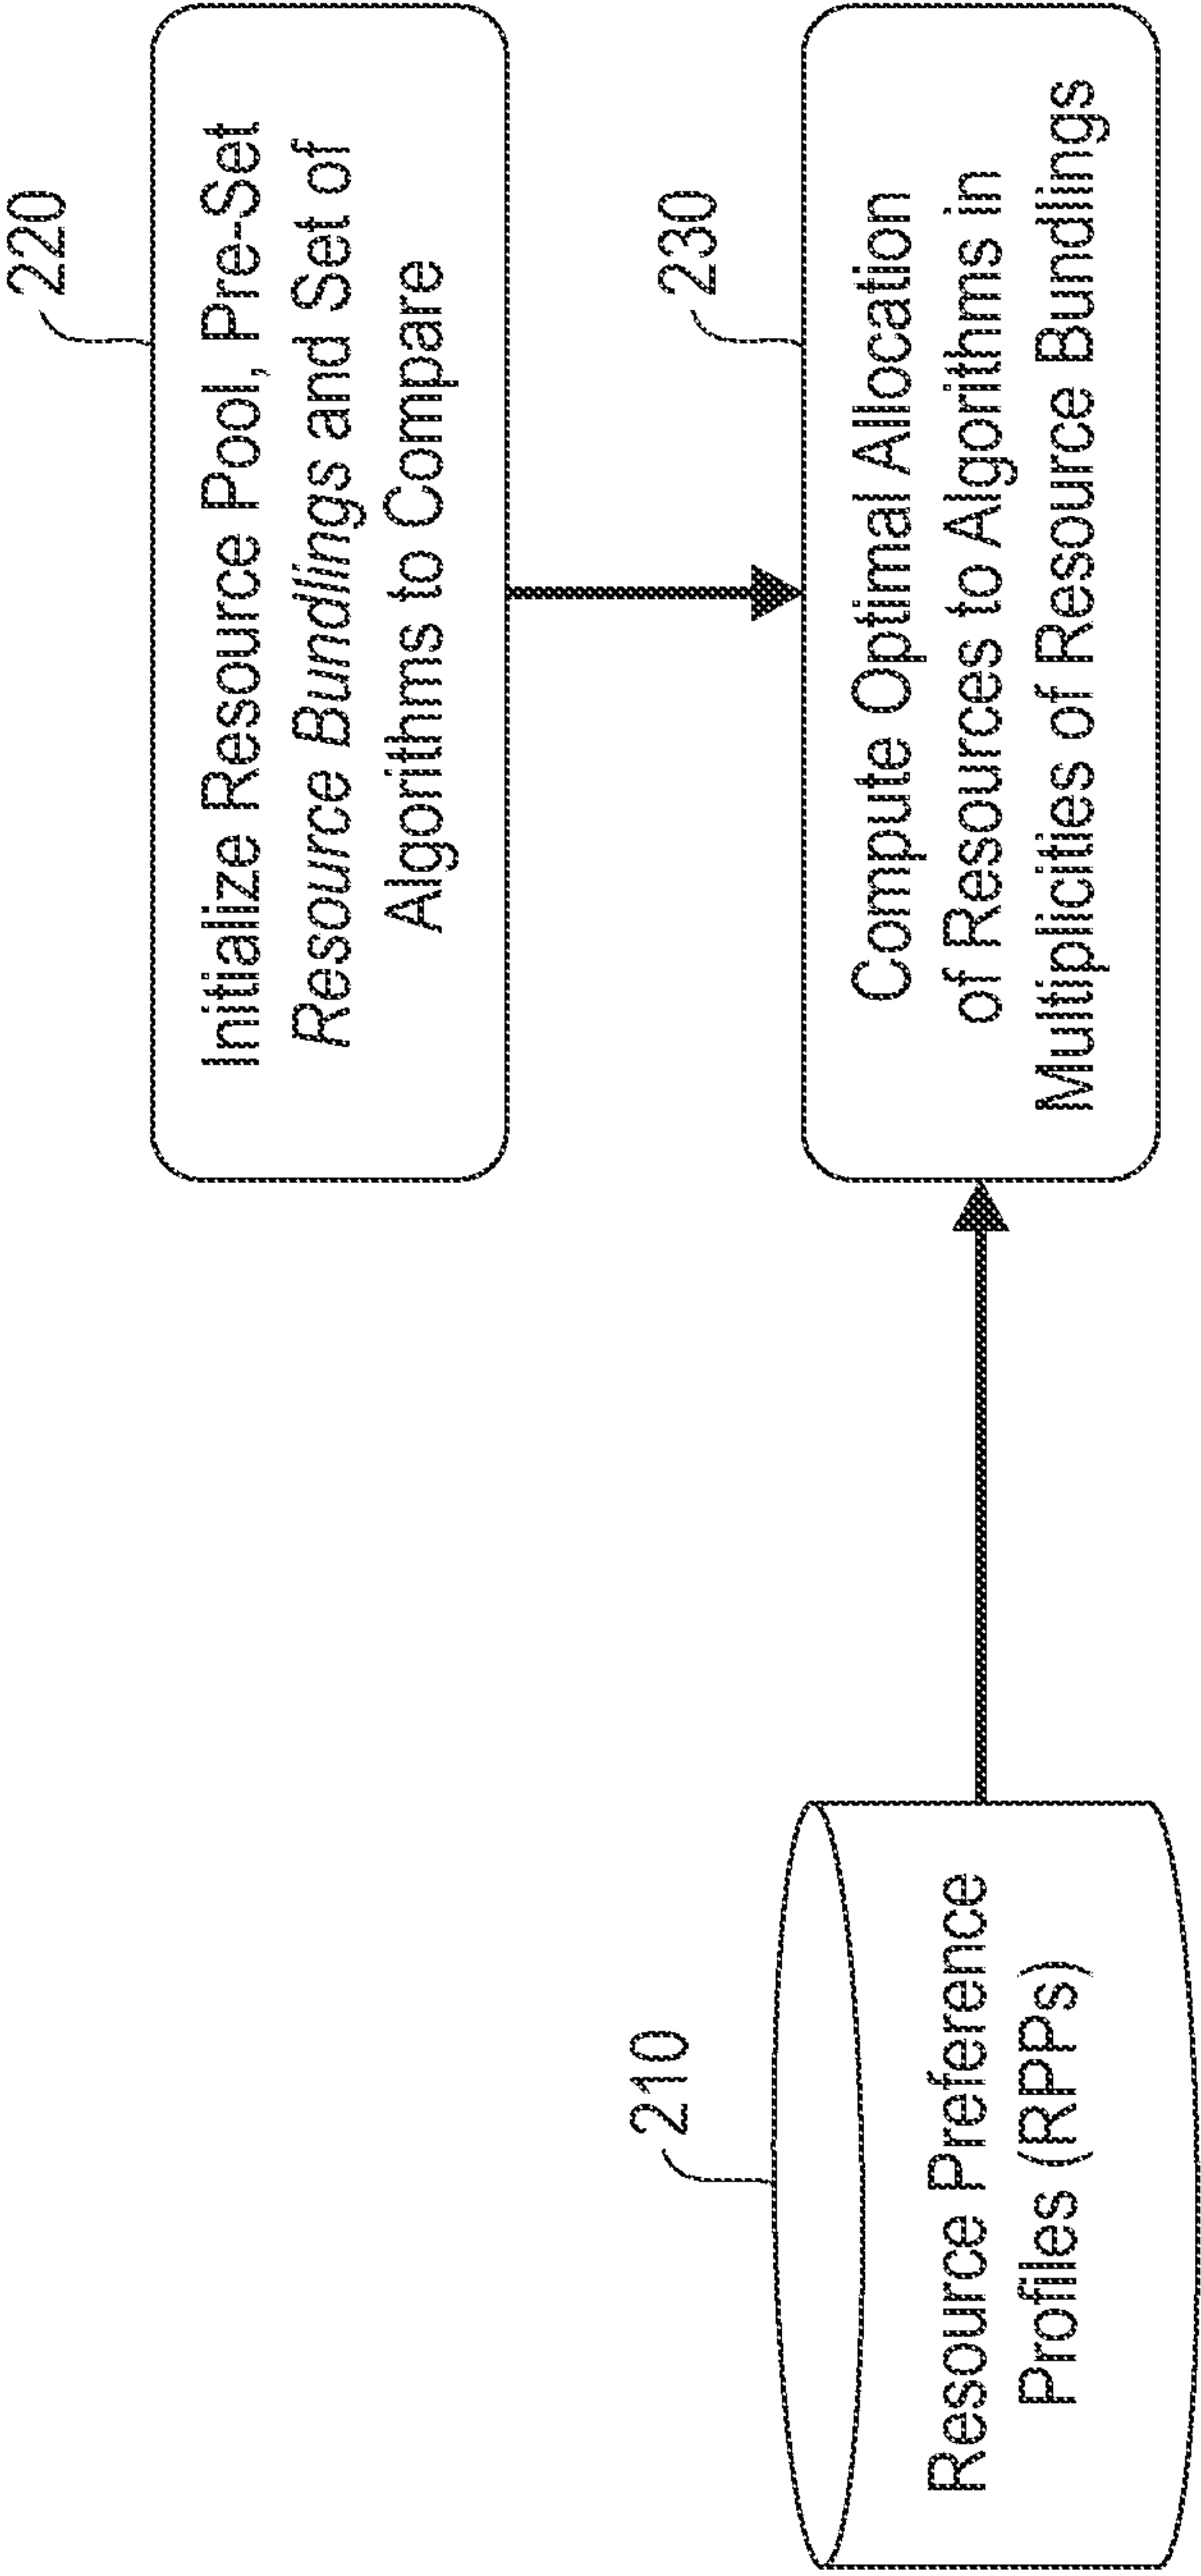 220
Initialize Resource Pool, Pre-Set
Resource Bundlings and Set of
Algorithms to Compare
210
Resource Preference
Profiles (RPPs)
230
Compute Optimal Allocation
of Resources to Algorithms in
Multiplicities of Resource Bundlings